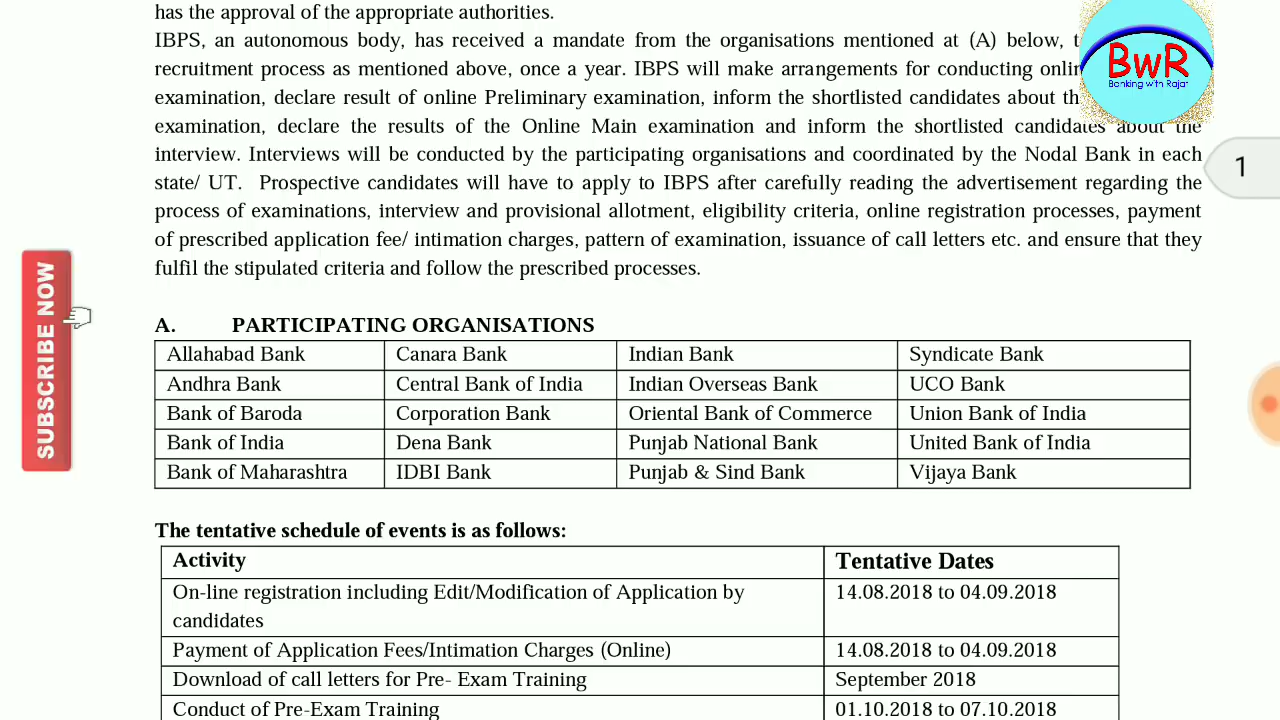 has the approval of the appropriate authorities.
IBPS, an autonomous body, has received a mandate from the organisations mentioned at (A) below, t
recruitment process as mentioned above, once a year. IBPS will make arrangements for conducting onlin
examination, declare result of online Preliminary examination, inform the shortlisted candidates about th
examination, declare the results of the Online Main examination and inform the shortlisted candidates about the
interview. Interviews will be conducted by the participating organisations and coordinated by the Nodal Bank in each
state/ UT. Prospective candidates will have to apply to IBPS after carefully reading the advertisement regarding the
process of examinations, interview and provisional allotment, eligibility criteria, online registration processes, payment
of prescribed application fee/ intimation charges, pattern of examination, issuance of call letters etc. and ensure that they
fulfil the stipulated criteria and follow the prescribed processes.
BWR
Banking with Rajat
1
SUBSCRIBE NOW
A. PARTICIPATING ORGANISATIONS
Allahabad Bank Canara Bank Indian Bank Syndicate Bank
Andhra Bank Central Bank of India Indian Overseas Bank UCO Bank
Bank of Baroda Corporation Bank Oriental Bank of Commerce Union Bank of India
Bank of India Dena Bank Punjab National Bank United Bank of India
Bank of Maharashtra IDBI Bank Punjab & Sind Bank Vijaya Bank
The tentative schedule of events is as follows:
Activity Tentative Dates
On-line registration including Edit/Modification of Application by 14.08.2018 to 04.09.2018
candidates
Payment of Application Fees/Intimation Charges (Online) 14.08.2018 to 04.09.2018
Download of call letters for Pre- Exam Training September 2018
Conduct of Pre-Exam Training 01.10.2018 to 07.10.2018